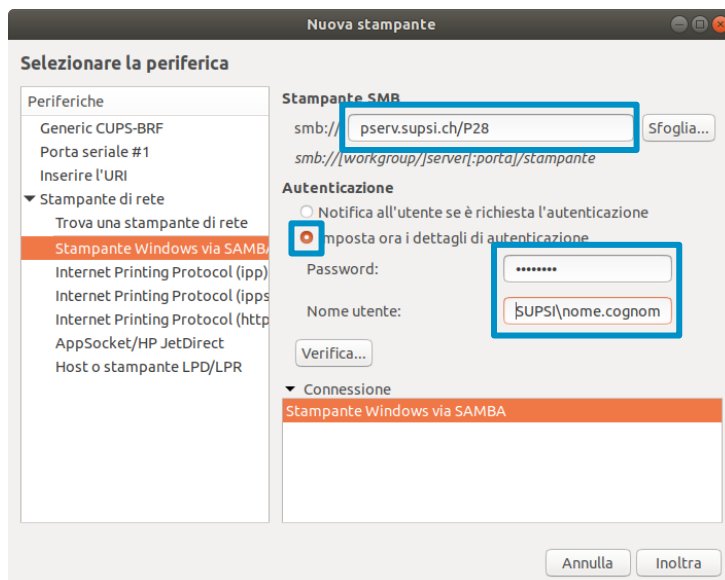 Nuova stampante
Selezionare la periferica
Periferiche
Generic CUPS-BRF
Porta seriale #1
Inserire l'URI
Stampante di rete
Trova una stampante di rete
Stampante Windows via SAMBA
Internet Printing Protocol (ipp)
Internet Printing Protocol (ipps
Internet Printing Protocol (http
AppSocket/HP JetDirect
Host o stampante LPD/LPR
Stampante SMB
smb:// pserv.supsi.ch/P28 Sfoglia...
smb://[workgroup/]server[:porta]/stampante
Autenticazione
Notifica all'utente se è richiesta l'autenticazione
mposta ora i dettagli di autenticazione
Password: ••••••••
Nome utente: SUPSI\nome.cognom
Verifica...
Connessione
Stampante Windows via SAMBA
Annulla Inoltra